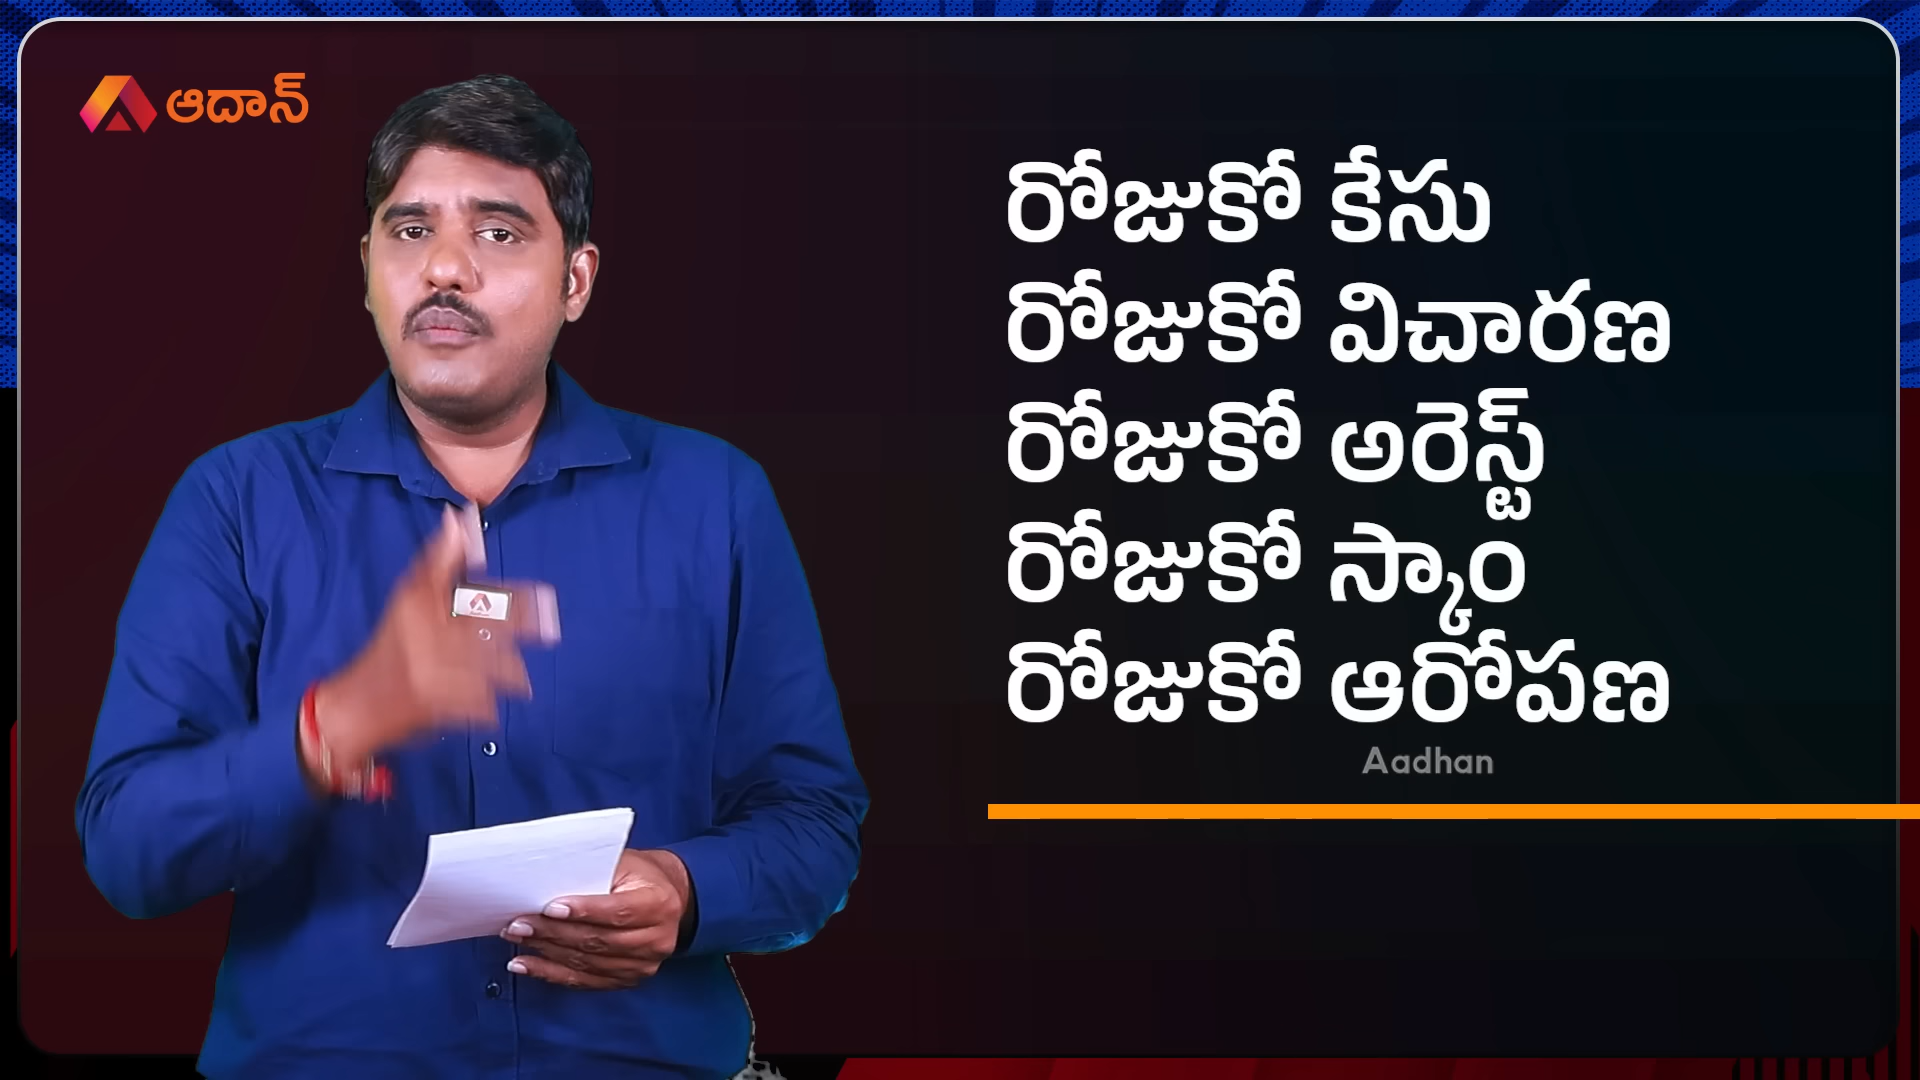 ఆదాన్
రోజుకో కేసు
రోజుకో విచారణ
రోజుకో అరెస్ట్
రోజుకో స్కాం
రోజుకో ఆరోపణ
Aadhan